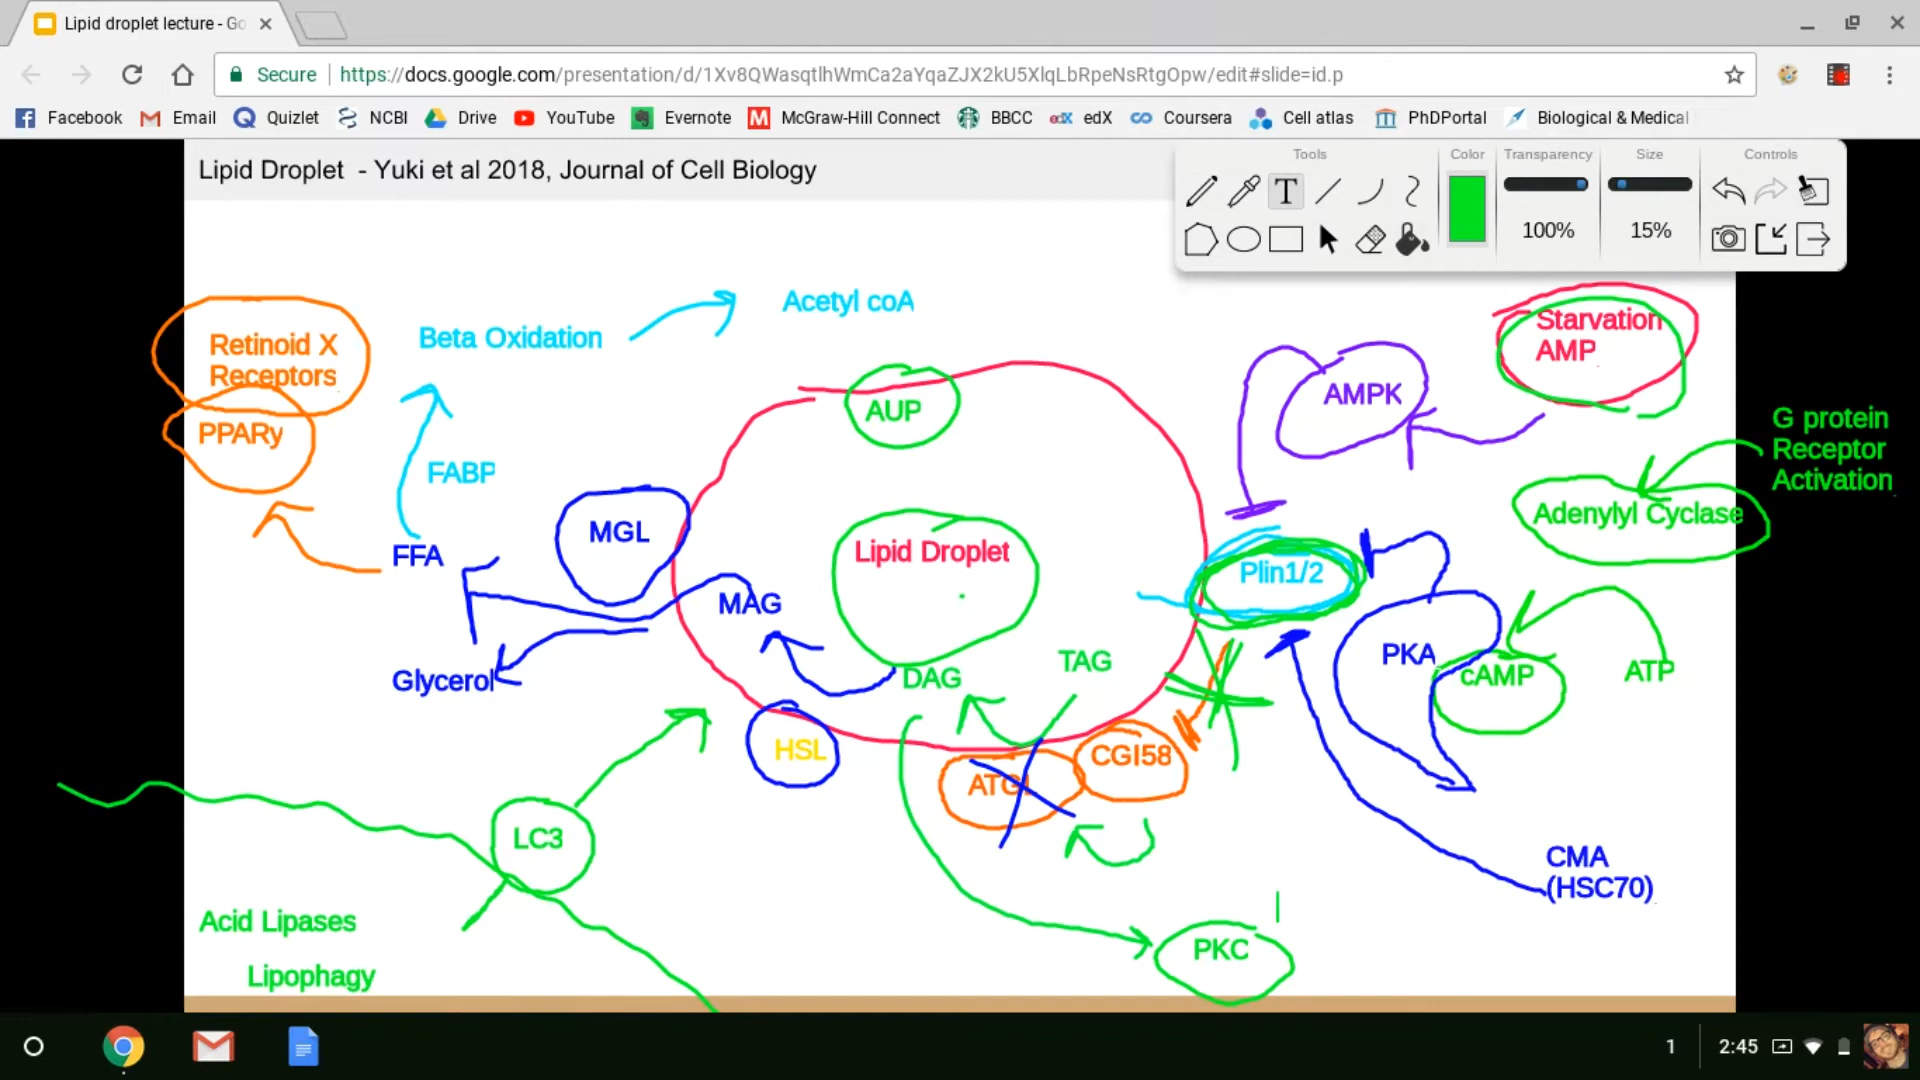 Lipid droplet lecture - Go
Secure
https://docs.google.com/presentation/d/1Xv8QWasqtlhWmCa2aYqaZJX2kU5XlqLbRpeNsRtgOpw/edit#slide=id.p
Facebook Email Quizlet NCBI Drive YouTube Evernote McGraw-Hill Connect BBCC edX Coursera Cell atlas PhDPortal Biological & Medical
Lipid Droplet - Yuki et al 2018, Journal of Cell Biology
Tools Color Transparency Size Controls
T
100% 15%
Acetyl coA
Beta Oxidation
Retinoid X
Receptors
PPARy
Starvation
AMP
AMPK
AUP
G protein
Receptor
Activation
FABP
Adenylyl Cyclase
MGL
FFA
Lipid Droplet
Plin1/2
MAG
PKA
cAMP
ATP
TAG
DAG
Glycerol
HSL
CGI58
LC3
CMA
(HSC70)
Acid Lipases
PKC
Lipophagy
1 2:45